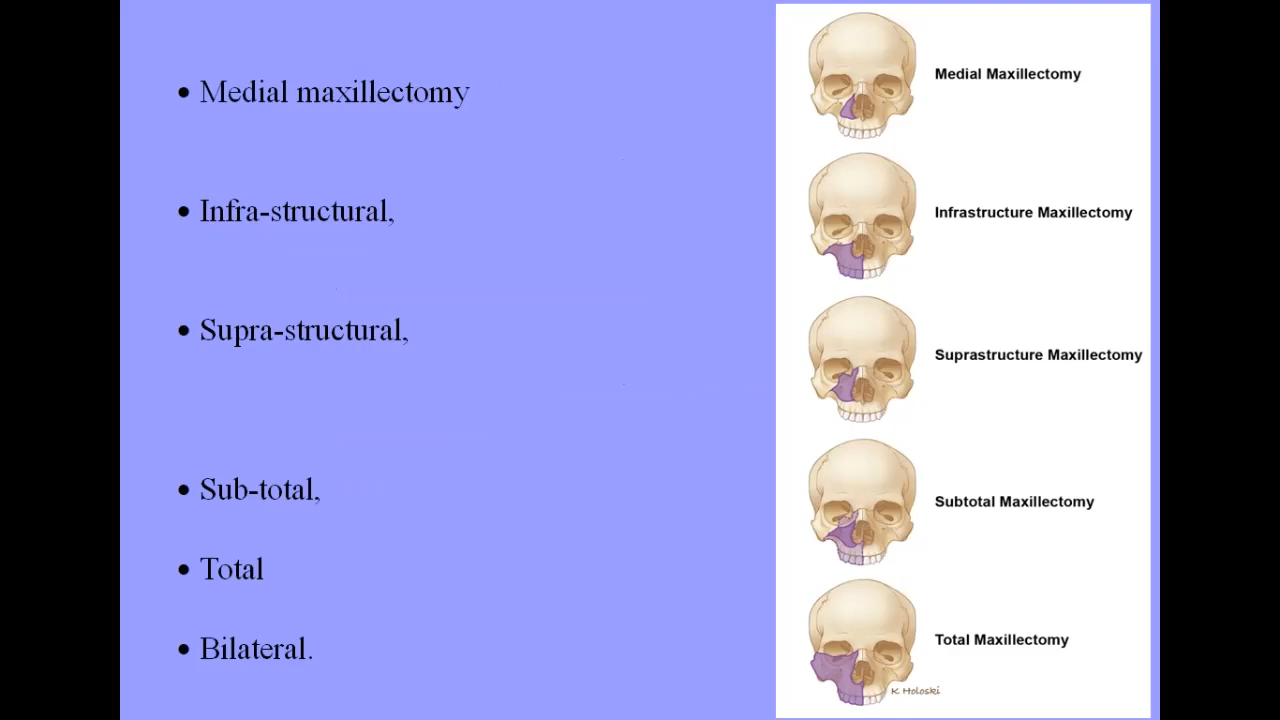 • Medial maxillectomy
• Infra-structural,
• Supra-structural,
• Sub-total,
• Total
• Bilateral.
Medial Maxillectomy
Infrastructure Maxillectomy
Suprastructure Maxillectomy
Subtotal Maxillectomy
Total Maxillectomy
K Holoski